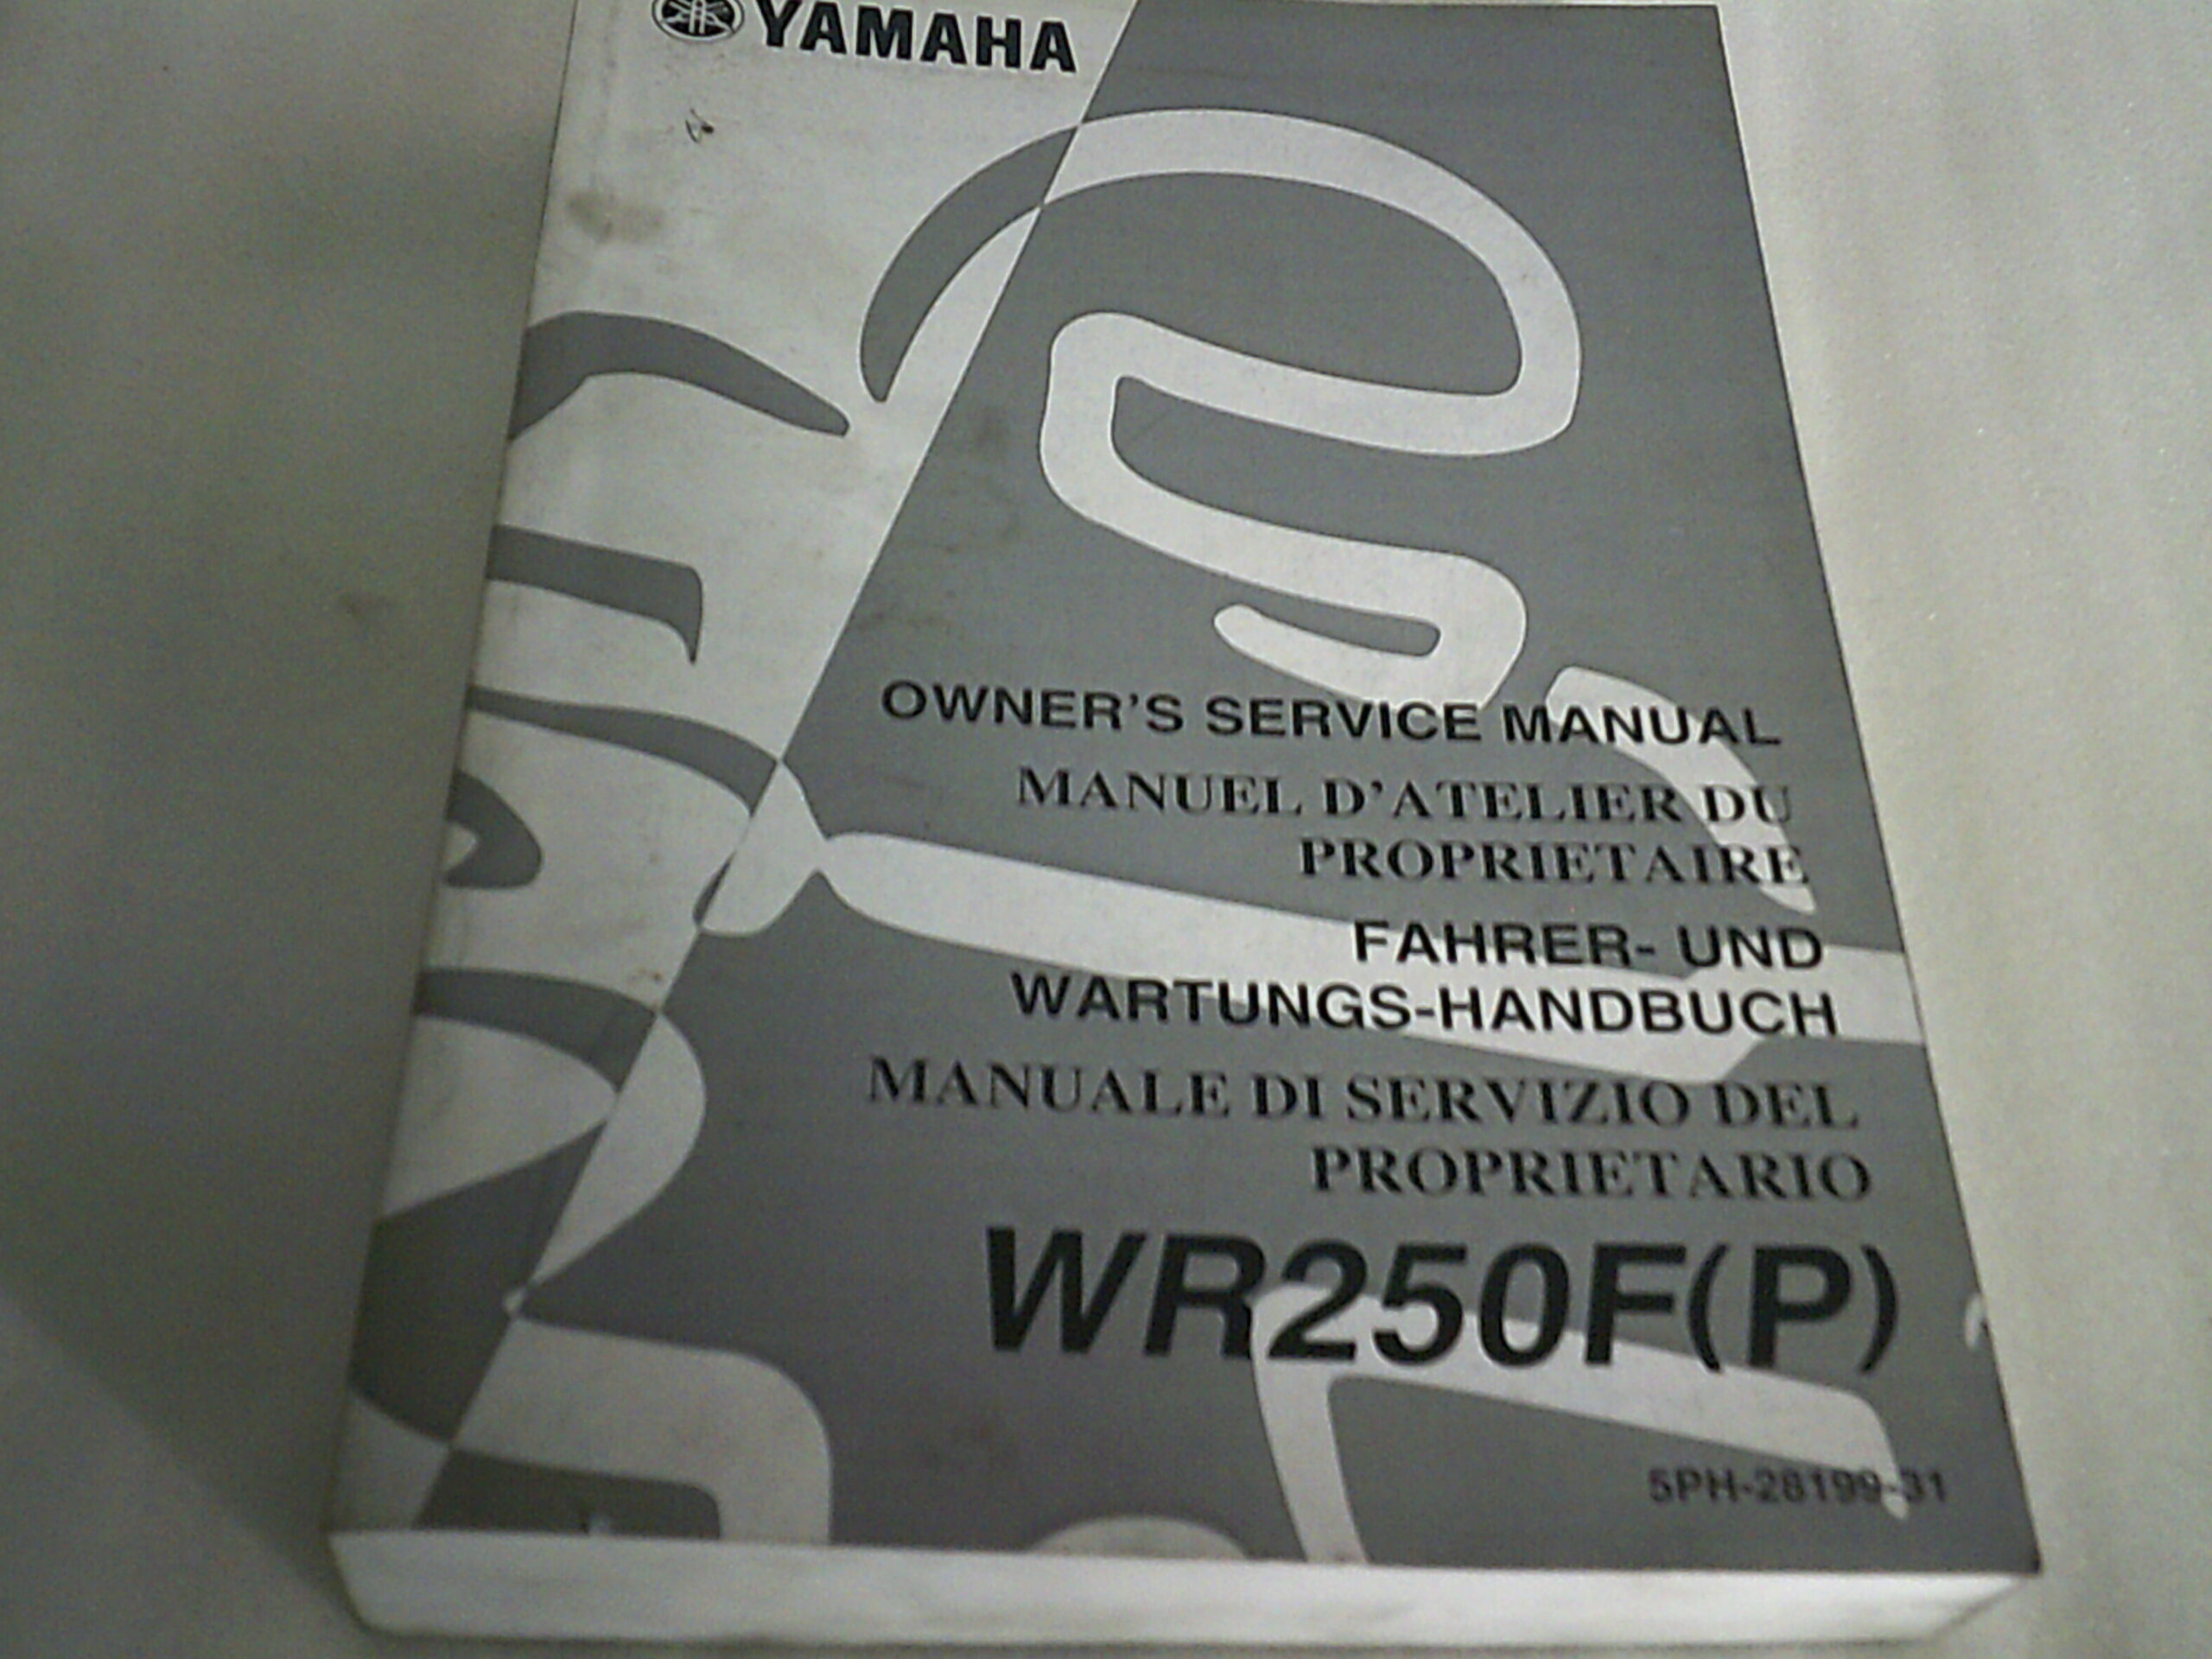 YAMAHA
OWNER'S SERVICE MANUAL
MANUEL D'ATELIER DU
PROPRIETAIRE
FAHRER- UND
WARTUNGS-HANDBUCH
MANUALE DI SERVIZIO DEL
PROPRIETARIO
WR250F(P)
5PH-28199-31